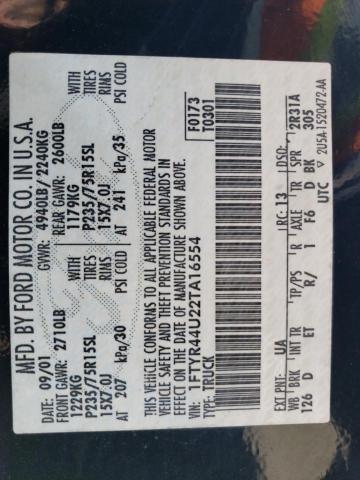 MFD. BY FORD MOTOR CO. IN U.S.A.
DATE: 09/01 GVWR: 4940LB/ 2240KG
FRONT GAWR: 2710LB REAR GAWR: 2600LB
1229KG WITH 1179KG WITH
P235/75R15SL TIRES P235/75R15SL TIRES
15X7.0J RIMS 15X7.0J RIMS
AT 207 kPa/30 PSI COLD AT 241 kPa/35 PSI COLD
THIS VEHICLE CONFORMS TO ALL APPLICABLE FEDERAL MOTOR
VEHICLE SAFETY AND THEFT PREVENTION STANDARDS IN
EFFECT ON THE DATE OF MANUFACTURE SHOWN ABOVE.
VIN: 1FTYR44U22TA16554
TYPE: TRUCK
F0173
T0301
EXT PNT: UA RC: 13 DSO:
WB BRK INT TR TP/PS R AXLE TR SPR 12R31A
126 D ET R/ 1 F6 D BK 305
UTC ▽ 2U5A-1520472-AA